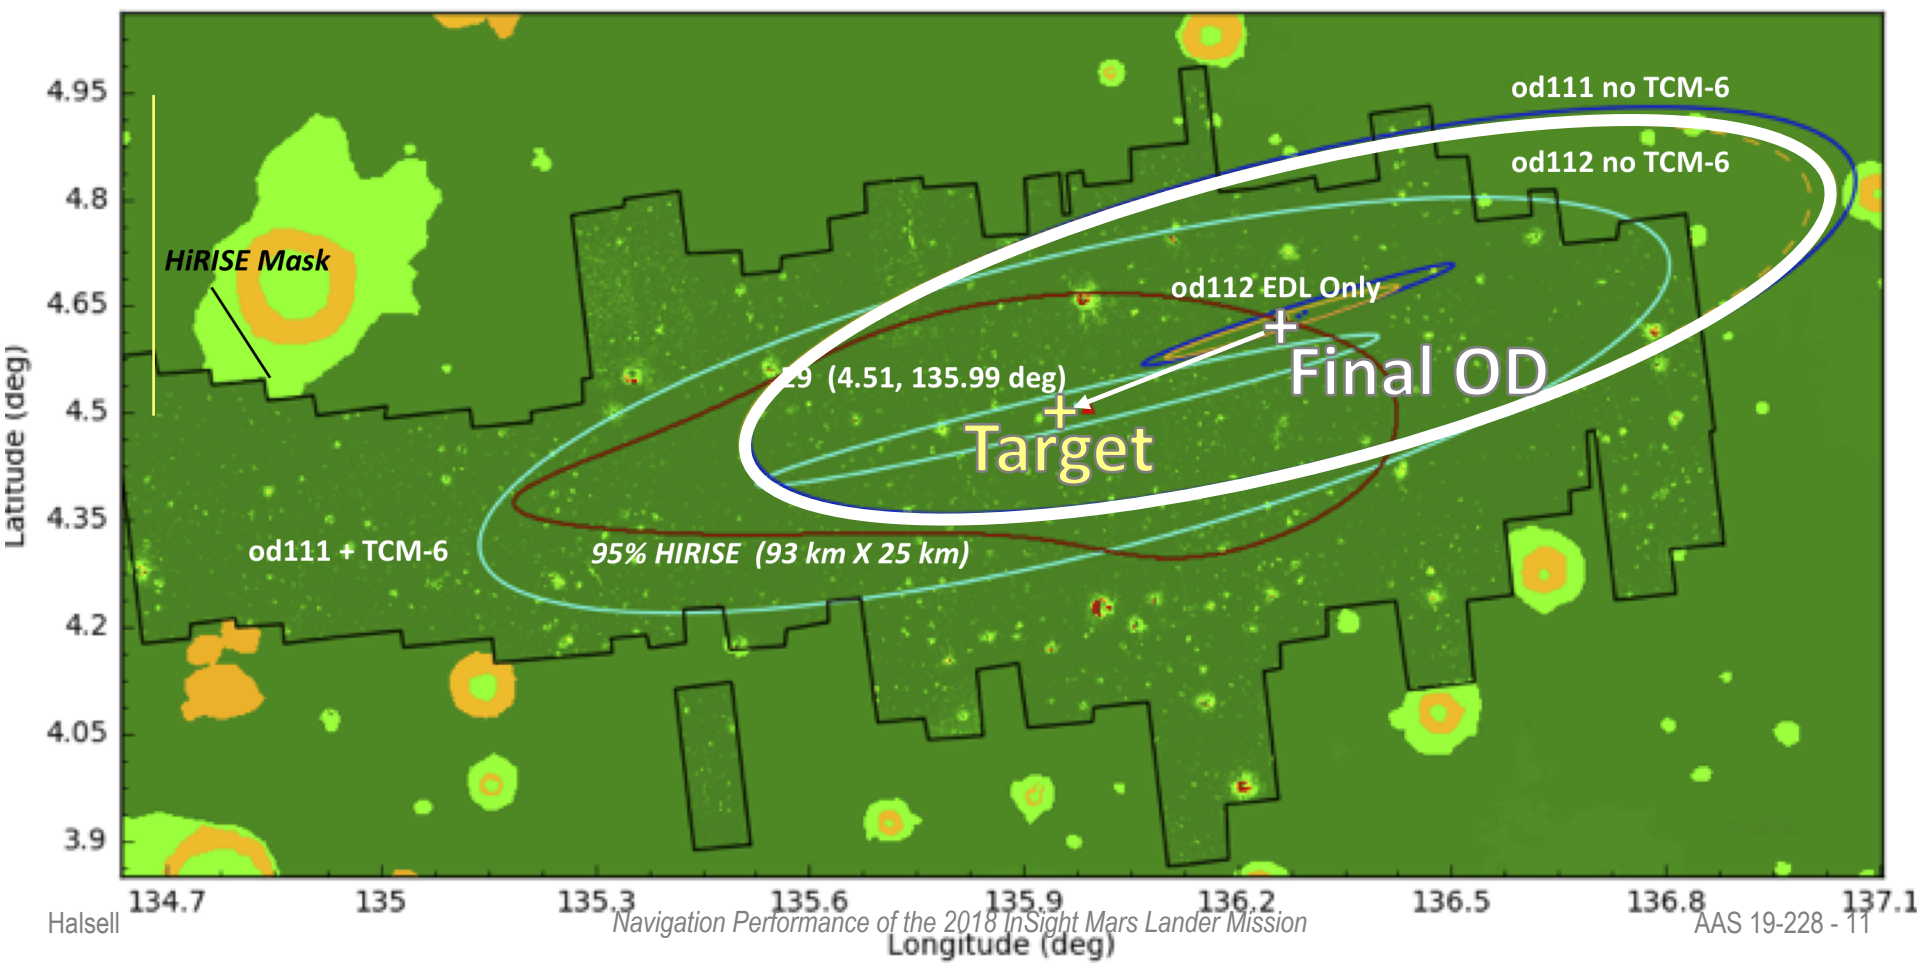 od111 no TCM-6
4.95
od112 no TCM-6
4.8
HiRISE Mask
od112 EDL Only
4.65
Final OD
(4.51, 135.99 deg)
4.5
Target
4.35
od111 + TCM-6
95% HIRISE (93 km X 25 km)
4.2
4.05
3.9
Latitude (deg)
134.7 135 135.3 135.6 135.9 136.2 136.5 136.8 137.1
Halsell
Navigation Performance of the 2018 InSight Mars Lander Mission
AAS 19-228 - 11
Longitude (deg)